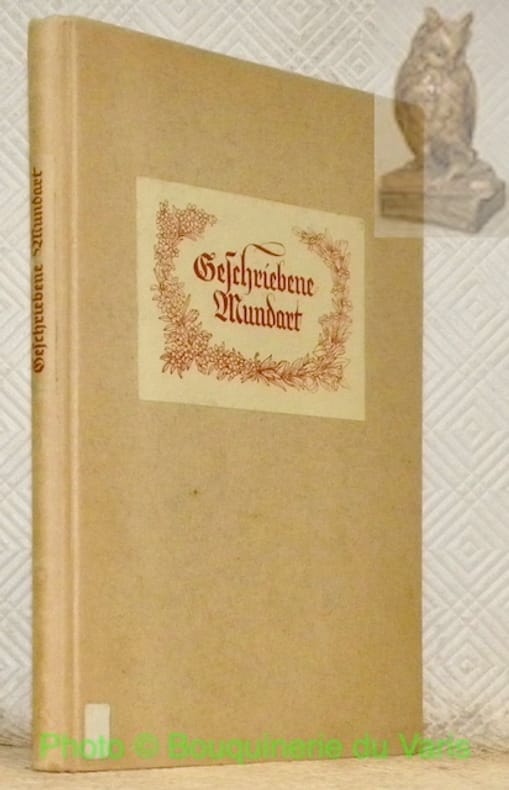 Geschriebene
Mundart
Geschriebene Mundart
Photo © Bouquinerie du Varis